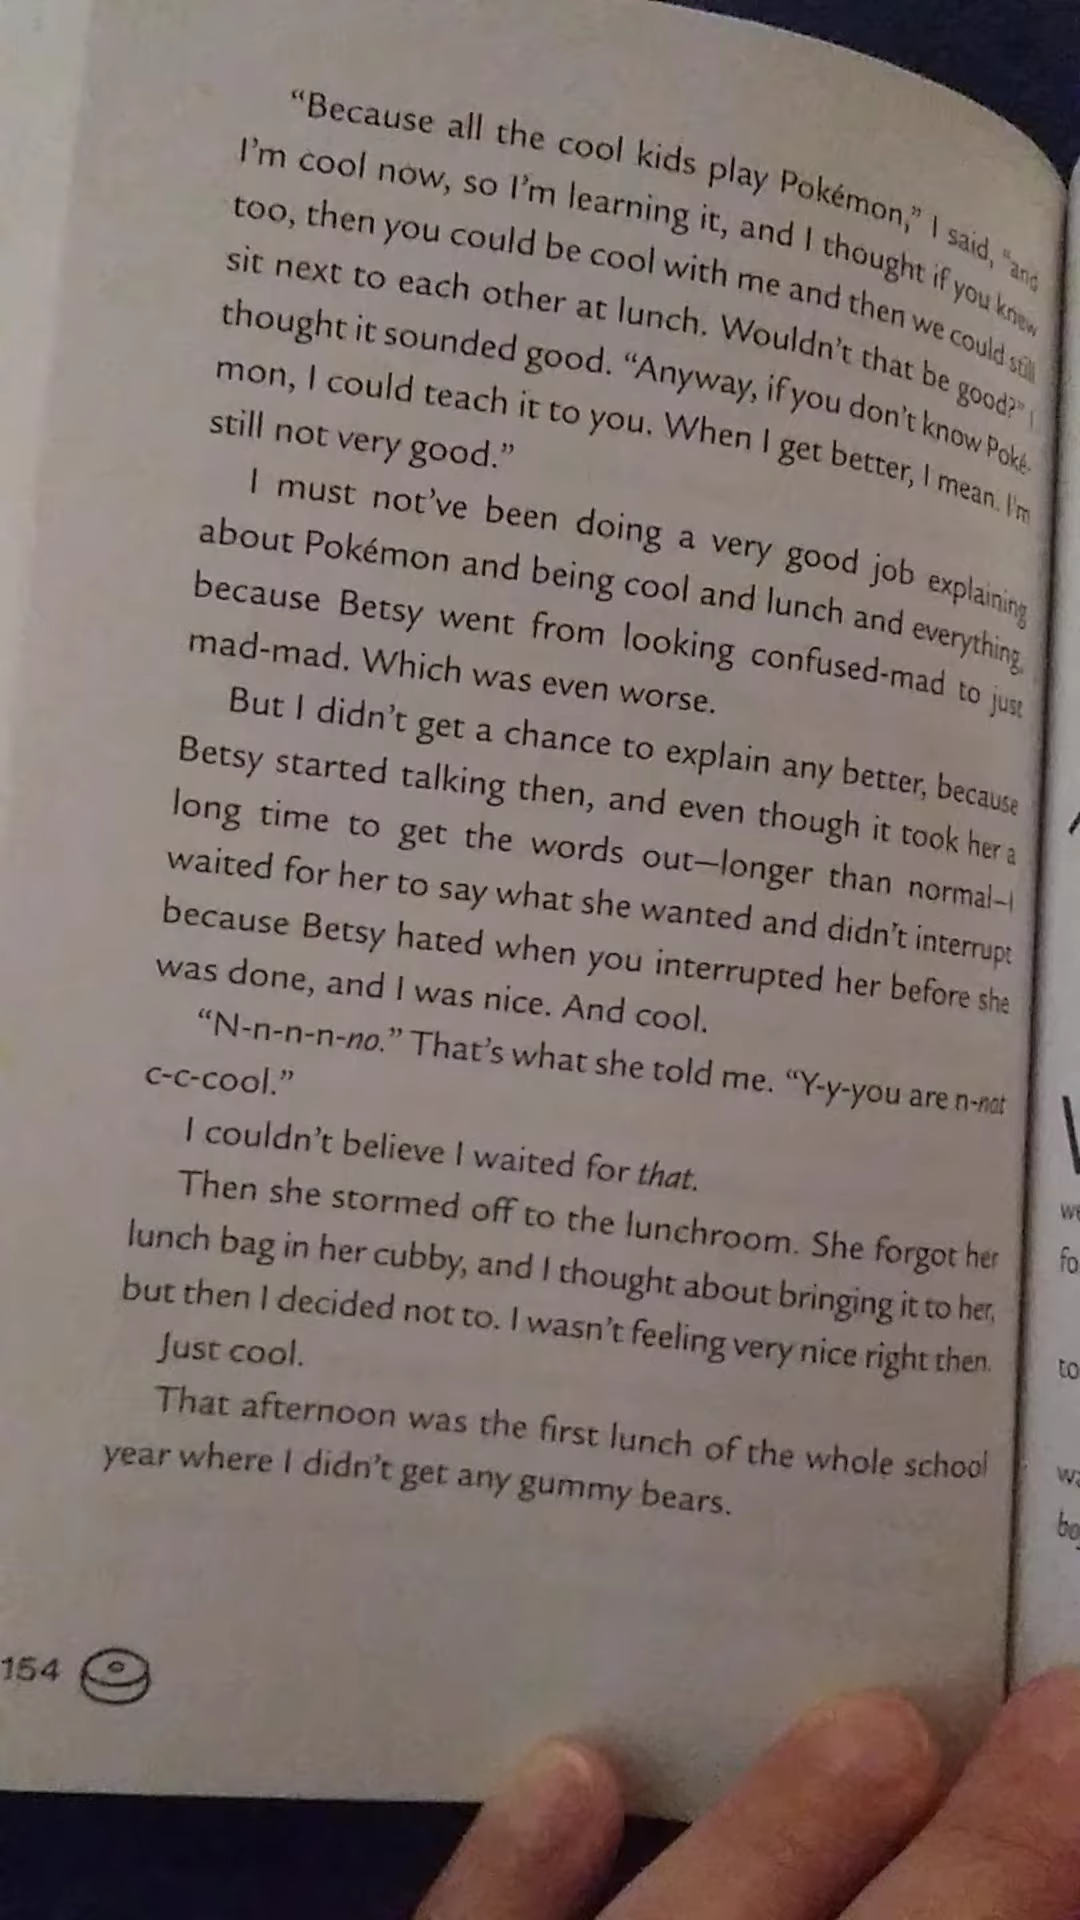 “Because all the cool kids play Pokémon,” I said, “and
I’m cool now, so I’m learning it, and I thought if you knew
too, then you could be cool with me and then we could still
sit next to each other at lunch. Wouldn’t that be good?” I
thought it sounded good. “Anyway, if you don’t know Poké-
mon, I could teach it to you. When I get better, I mean. I’m
still not very good.”
I must not’ve been doing a very good job explaining
about Pokémon and being cool and lunch and everything,
because Betsy went from looking confused-mad to just
mad-mad. Which was even worse.
But I didn’t get a chance to explain any better, because
Betsy started talking then, and even though it took her a
long time to get the words out—longer than normal—I
waited for her to say what she wanted and didn’t interrupt
because Betsy hated when you interrupted her before she
was done, and I was nice. And cool.
“N-n-n-n-no.” That’s what she told me. “Y-y-you are n-not
c-c-cool.”
I couldn’t believe I waited for that.
Then she stormed off to the lunchroom. She forgot her
lunch bag in her cubby, and I thought about bringing it to her,
but then I decided not to. I wasn’t feeling very nice right then.
Just cool.
That afternoon was the first lunch of the whole school
year where I didn’t get any gummy bears.
154